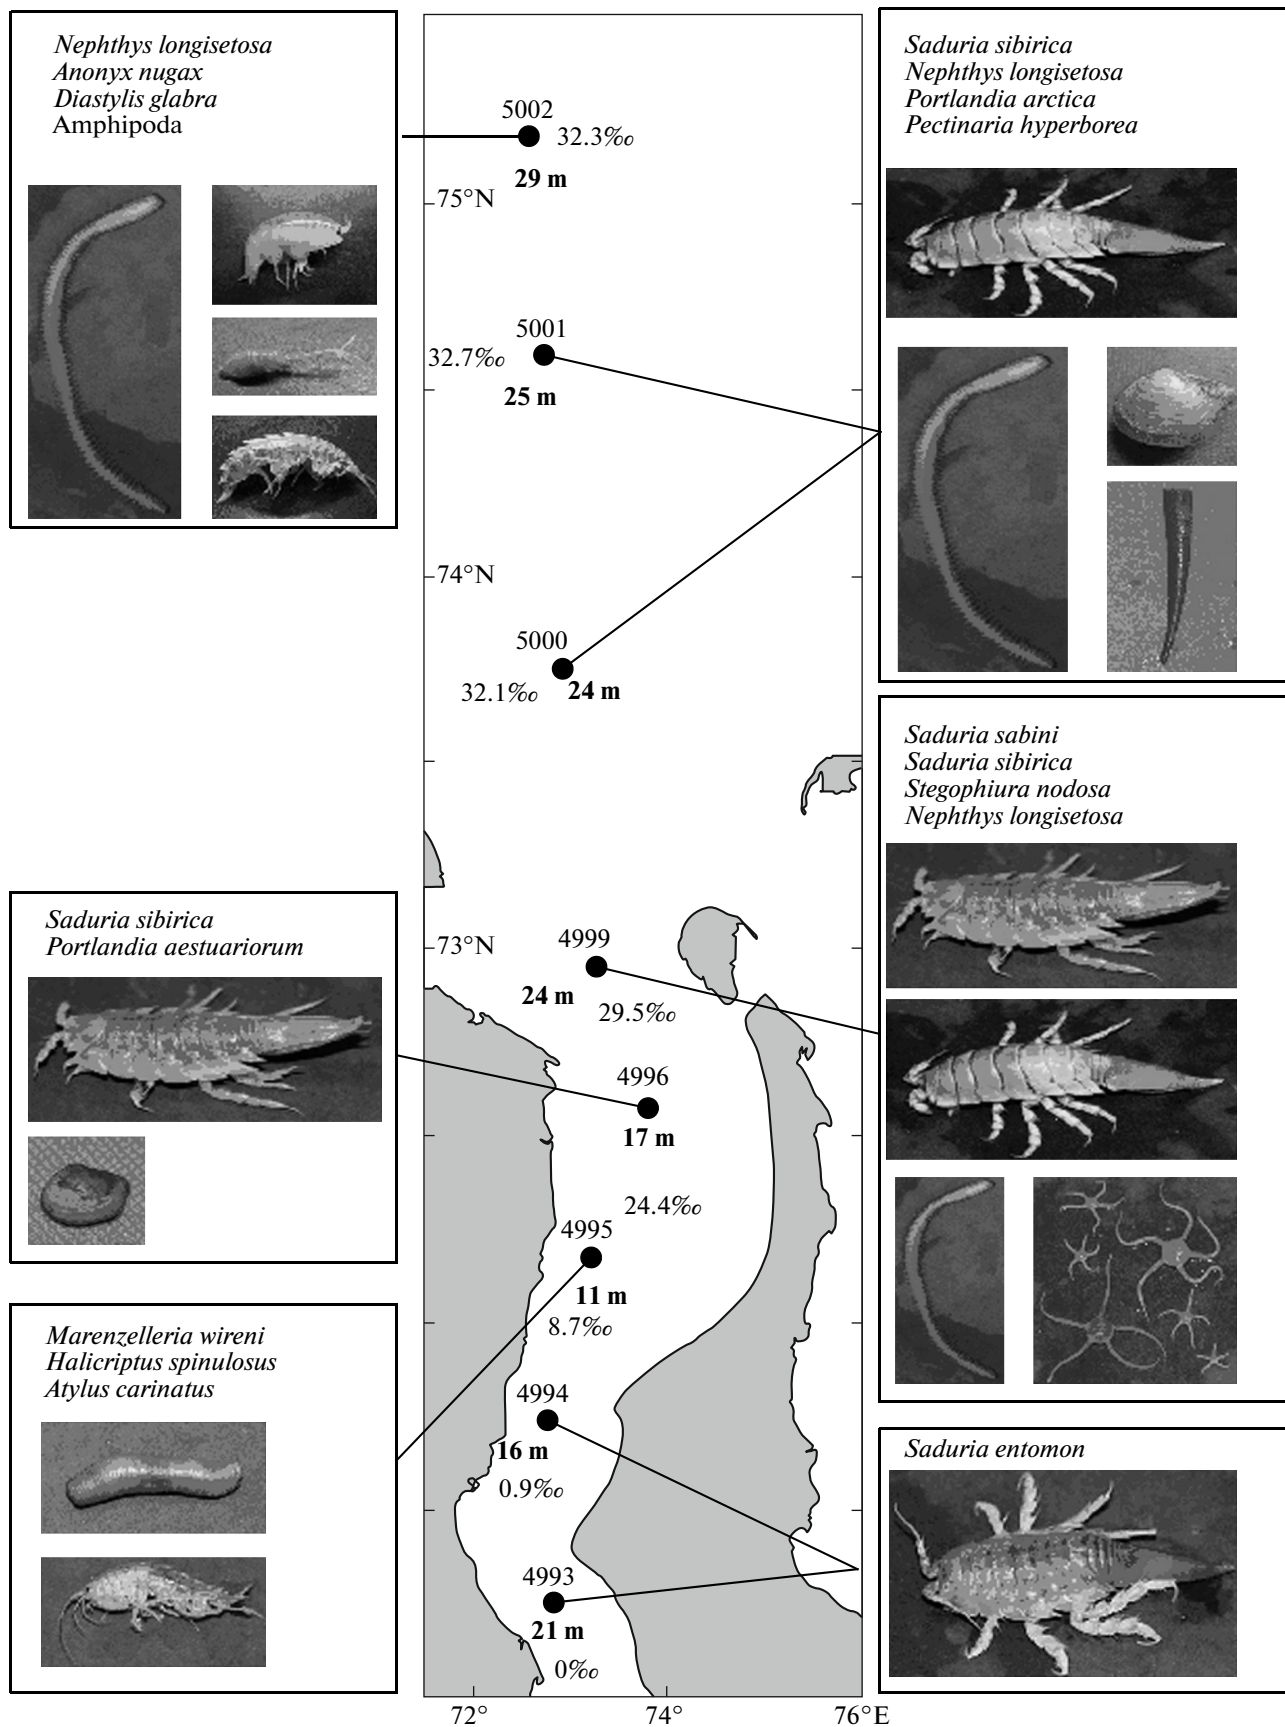 Nephthys longisetosa
Anonyx nugax
Diastylis glabra
Amphipoda
5002
32.3‰
29 m
75°N
5001
32.7‰
25 m
74°N
5000
32.1‰
24 m
Saduria sibirica
Nephthys longisetosa
Portlandia arctica
Pectinaria hyperborea
Saduria sabini
Saduria sibirica
Stegophiura nodosa
Nephthys longisetosa
Saduria sibirica
Portlandia aestuariorum
73°N
4999
24 m
29.5‰
4996
17 m
24.4‰
4995
11 m
8.7‰
Marenzelleria wireni
Halicriptus spinulosus
Atylus carinatus
4994
16 m
0.9‰
4993
21 m
0‰
Saduria entomon
72°
74°
76°E